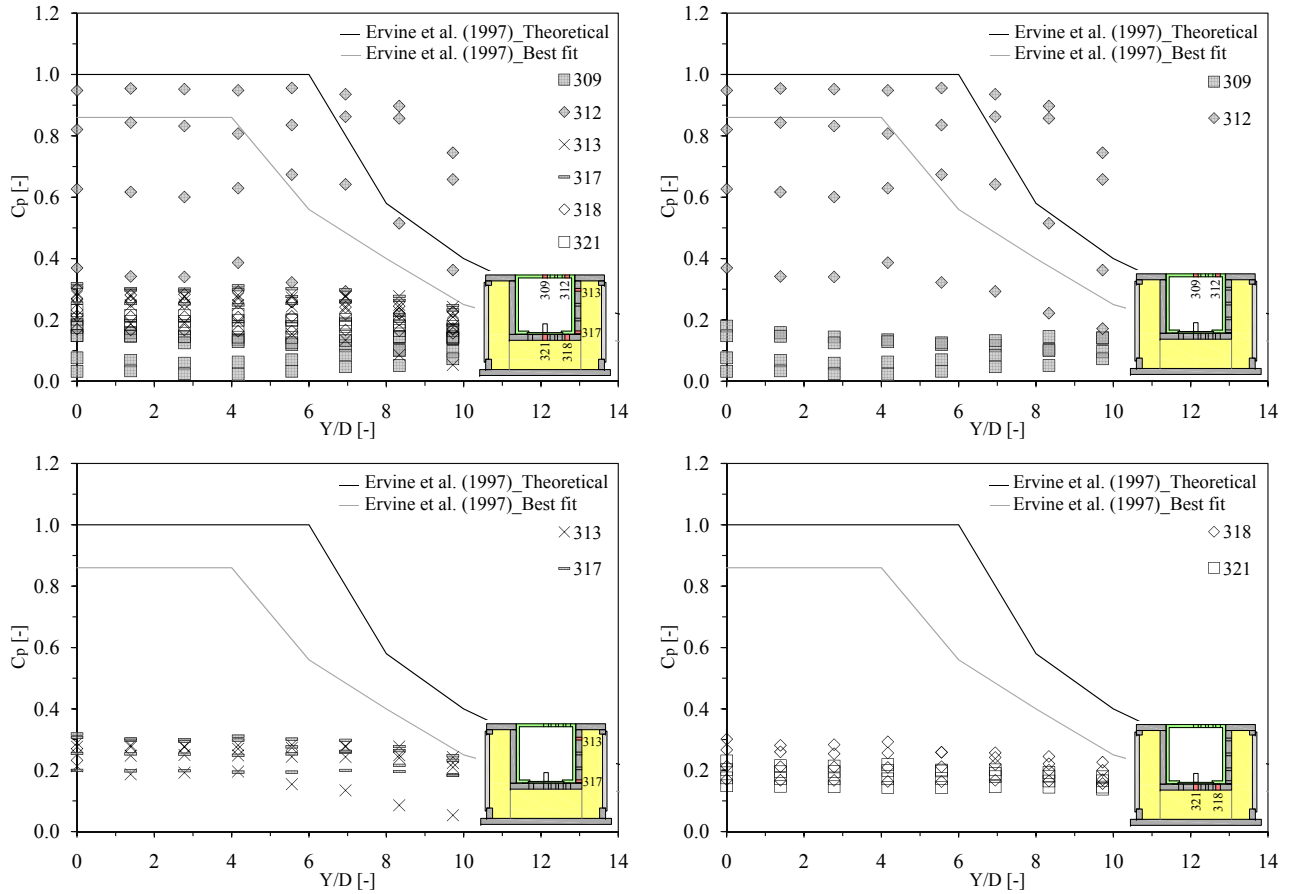 1.2
1.0
0.8
0.6
0.4
0.2
0.0
Cp [-]
0 2 4 6 8 10 12 14
Y/D [-]
Ervine et al. (1997)_Theoretical
Ervine et al. (1997)_Best fit
309
312
313
317
318
321
309
312
313
317
321
318
1.2
1.0
0.8
0.6
0.4
0.2
0.0
Cp [-]
0 2 4 6 8 10 12 14
Y/D [-]
Ervine et al. (1997)_Theoretical
Ervine et al. (1997)_Best fit
309
312
309
312
1.2
1.0
0.8
0.6
0.4
0.2
0.0
Cp [-]
0 2 4 6 8 10 12 14
Y/D [-]
Ervine et al. (1997)_Theoretical
Ervine et al. (1997)_Best fit
313
317
313
317
1.2
1.0
0.8
0.6
0.4
0.2
0.0
Cp [-]
0 2 4 6 8 10 12 14
Y/D [-]
Ervine et al. (1997)_Theoretical
Ervine et al. (1997)_Best fit
318
321
321
318